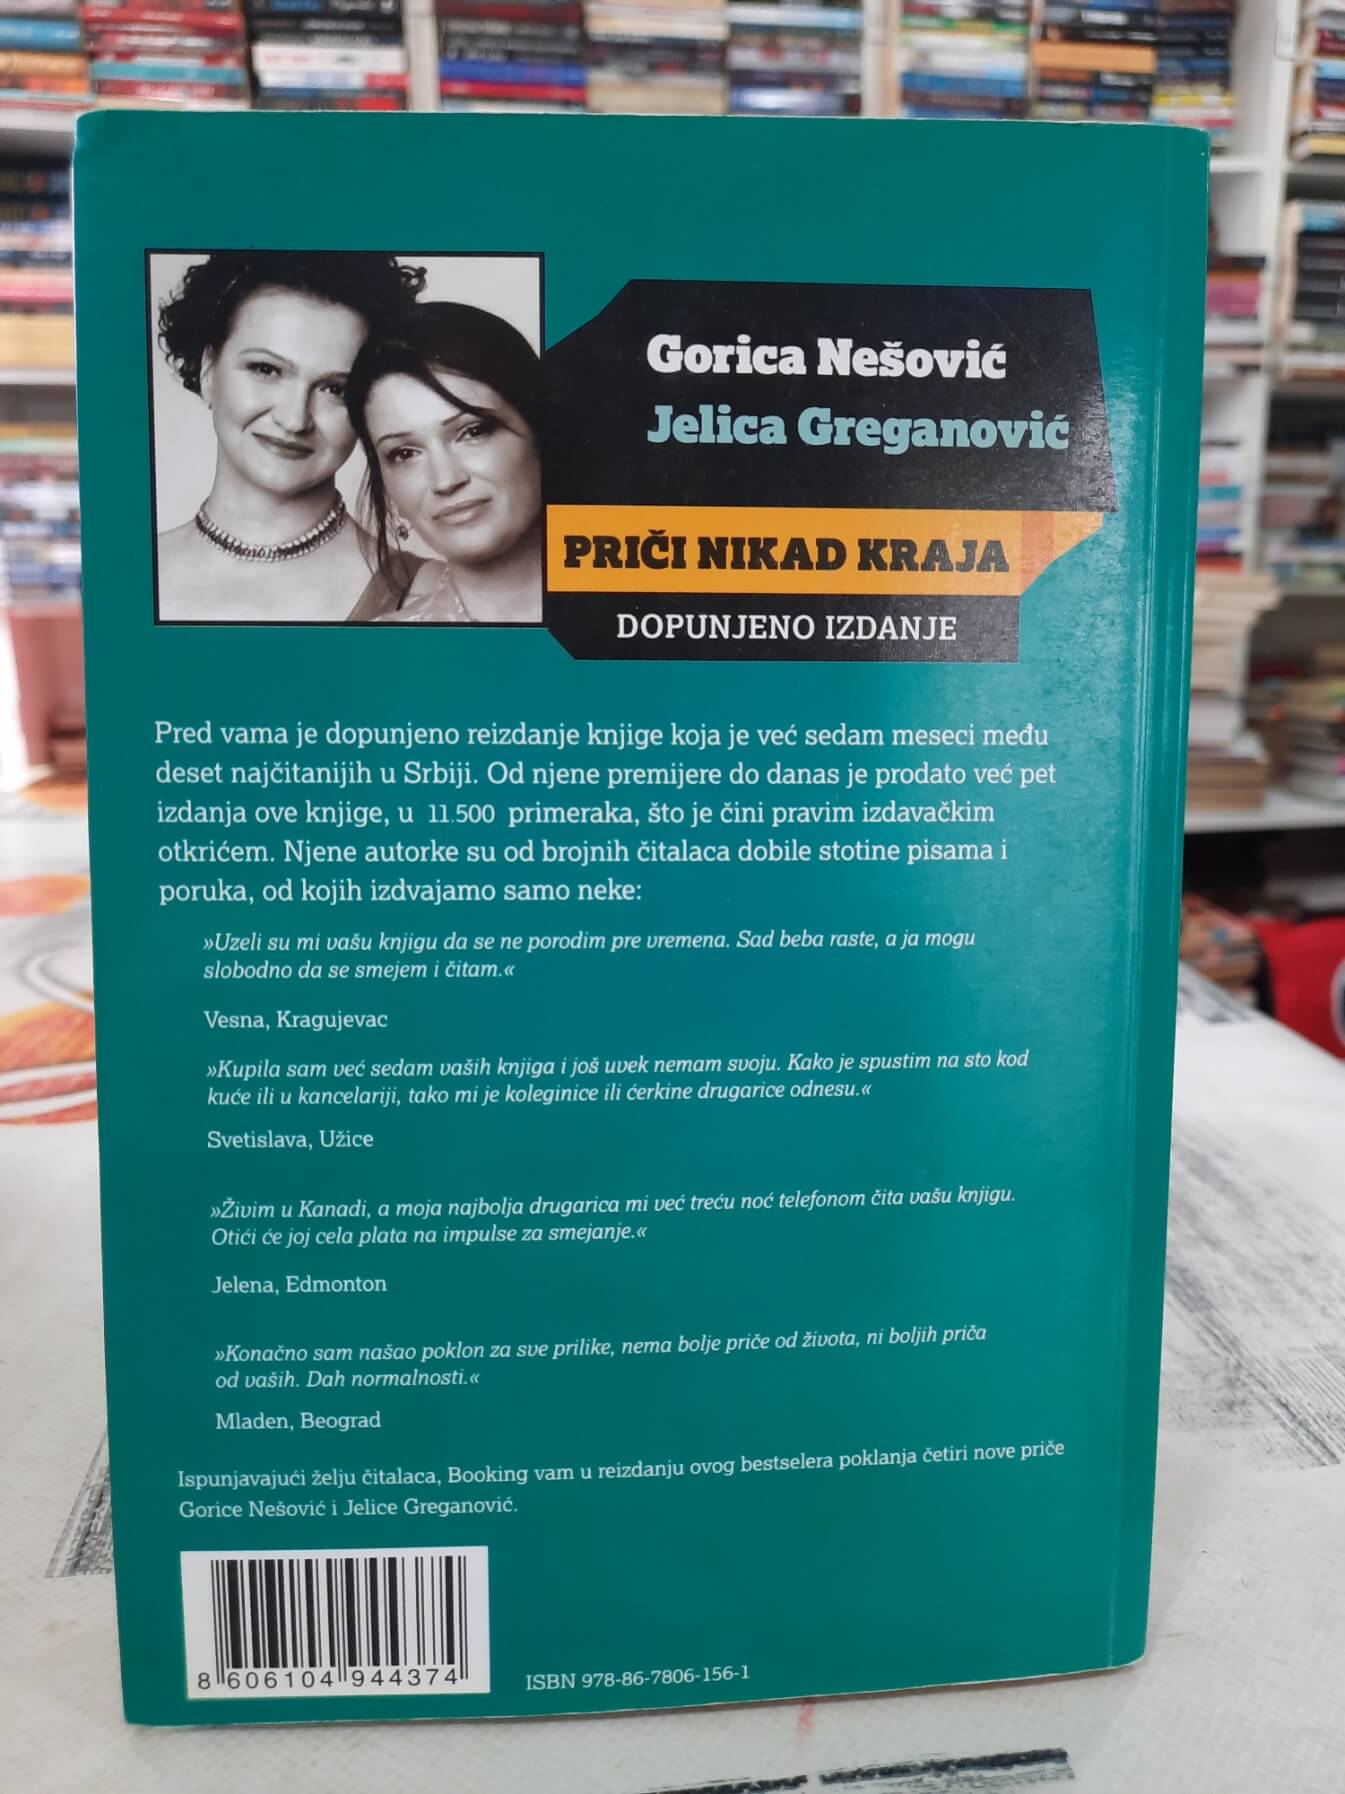 Gorica Nešović
Jelica Greganović
PRIČI NIKAD KRAJA
DOPUNJENO IZDANJE
Pred vama je dopunjeno reizdanje knjige koja je već sedam meseci među
deset najčitanijih u Srbiji. Od njene premijere do danas je prodato već pet
izdanja ove knjige, u 11.500 primeraka, što je čini pravim izdavačkim
otkrićem. Njene autorke su od brojnih čitalaca dobile stotine pisama i
poruka, od kojih izdvajamo samo neke:
»Uzeli su mi vašu knjigu da se ne porodim pre vremena. Sad beba raste, a ja mogu
slobodno da se smejem i čitam.«
Vesna, Kragujevac
»Kupila sam već sedam vaših knjiga i još uvek nemam svoju. Kako je spustim na sto kod
kuće ili u kancelariji, tako mi je koleginice ili ćerkine drugarice odnesu.«
Svetislava, Užice
»Živim u Kanadi, a moja najbolja drugarica mi već treću noć telefonom čita vašu knjigu.
Otići će joj cela plata na impulse za smejanje.«
Jelena, Edmonton
»Konačno sam našao poklon za sve prilike, nema bolje priče od života, ni boljih priča
od vaših. Dah normalnosti.«
Mladen, Beograd
Ispunjavajući želju čitalaca, Booking vam u reizdanju ovog bestselera poklanja četiri nove priče
Gorice Nešović i Jelice Greganović.
8 606104 944374
ISBN 978-86-7806-156-1